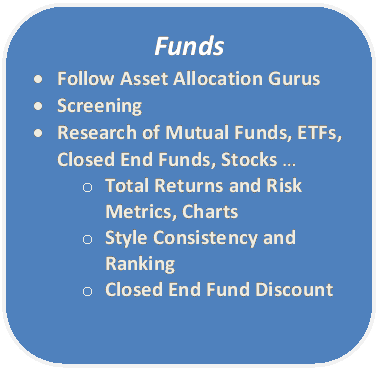 Funds
• Follow Asset Allocation Gurus
• Screening
• Research of Mutual Funds, ETFs,
Closed End Funds, Stocks ...
o Total Returns and Risk
Metrics, Charts
o Style Consistency and
Ranking
o Closed End Fund Discount